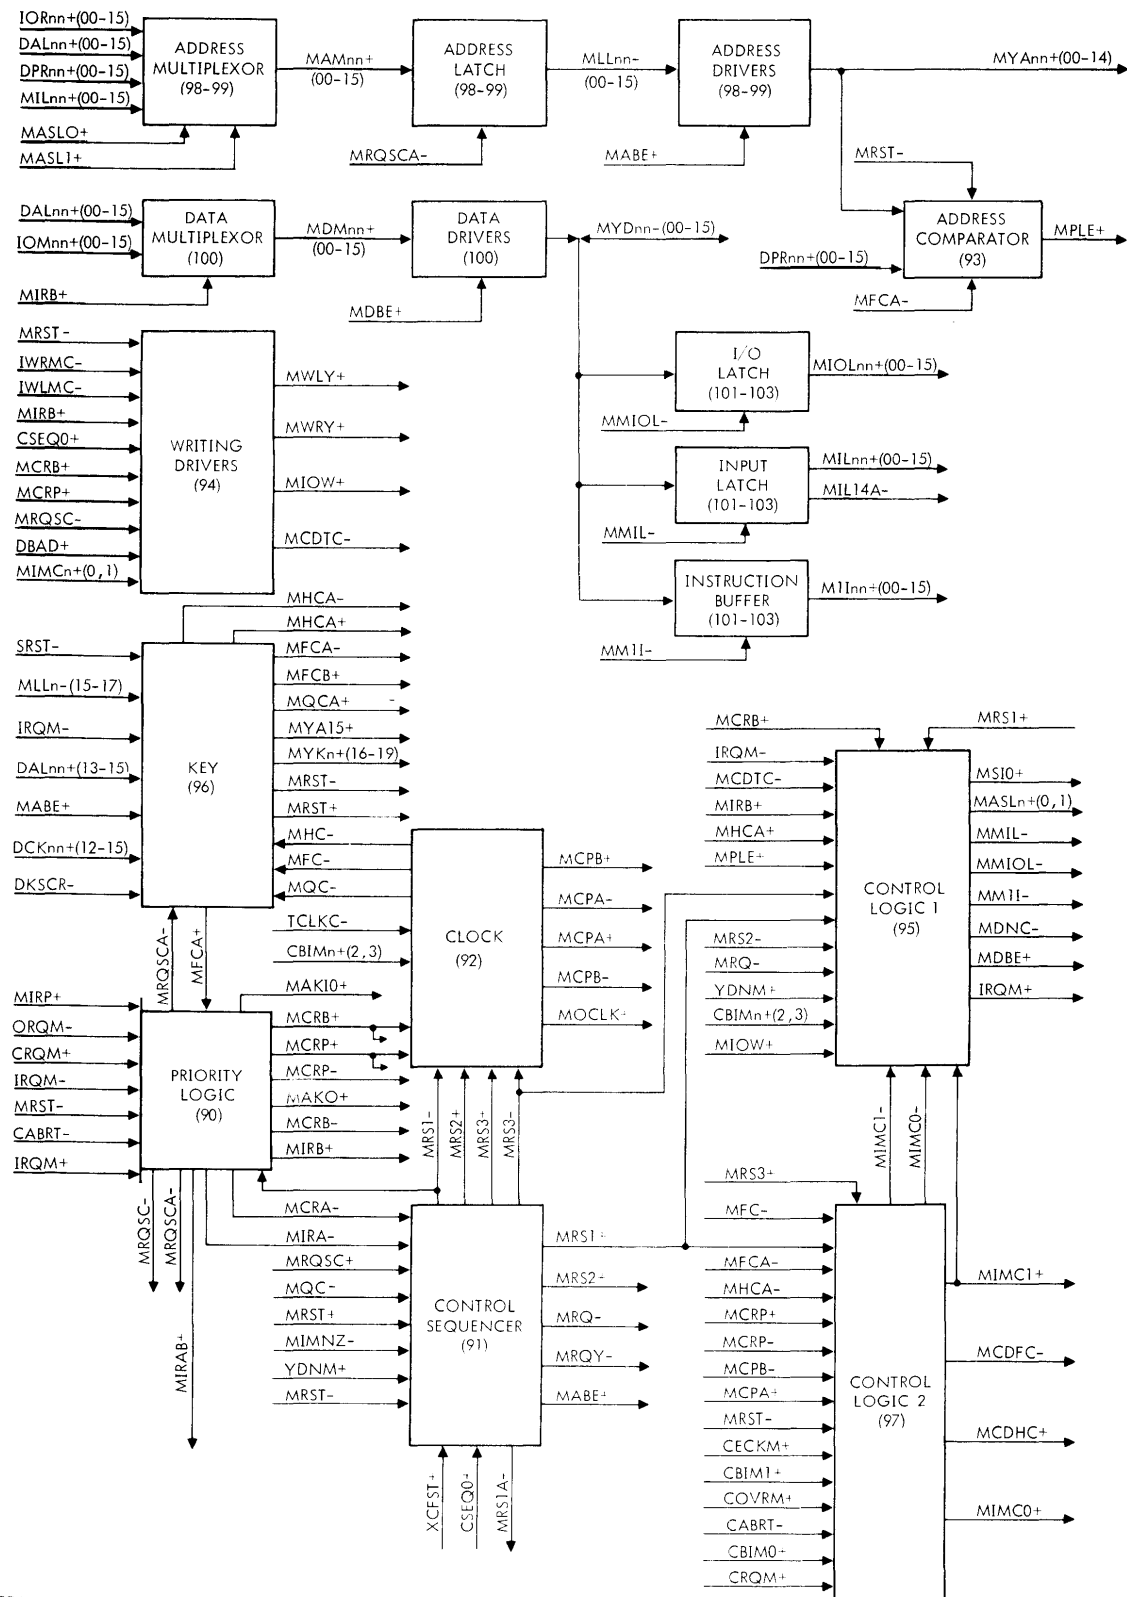 IORnn+(00-15)
DALnn+(00-15)
DPRnn+(00-15)
MILnn+(00-15)
MASL0+
MASL1+
ADDRESS
MULTIPLEXOR
(98-99)
MAMnn+
(00-15)
ADDRESS
LATCH
(98-99)
MRQSCA-
MLLnn-
(00-15)
ADDRESS
DRIVERS
(98-99)
MABE+
MYAnn+(00-14)
MRST-
DALnn+(00-15)
IOMnn+(00-15)
MIRB+
DATA
MULTIPLEXOR
(100)
MDMnn+
(00-15)
DATA
DRIVERS
(100)
MDBE+
MYDnn-(00-15)
DPRnn+(00-15)
ADDRESS
COMPARATOR
(93)
MPLE+
MFCA-
MRST-
IWRMC-
IWLMC-
MIRB+
CSEQ0+
MCRB+
MCRP+
MRQSC-
DBAD+
MIMCn+(0,1)
WRITING
DRIVERS
(94)
MWLY+
MWRY+
MIOW+
MCDTC-
I/O
LATCH
(101-103)
MIOLnn+(00-15)
MMIOL-
INPUT
LATCH
(101-103)
MILnn+(00-15)
MIL14A-
MMIL-
INSTRUCTION
BUFFER
(101-103)
M1Inn+(00-15)
MM1I-
SRST-
MLLn-(15-17)
IRQM-
DALnn+(13-15)
MABE+
DCKnn+(12-15)
DKSCR-
KEY
(96)
MHCA-
MHCA+
MFCA-
MFCB+
MQCA+
MYA15+
MYKn+(16-19)
MRST-
MRST+
MHC-
MFC-
MQC-
TCLKC-
CBIMn+(2,3)
CLOCK
(92)
MCPB+
MCPA-
MCPA+
MCPB-
MOCLK+
MCRB+
MRS1+
IRQM-
MCDTC-
MIRB+
MHCA+
MPLE+
MRS2-
MRQ-
YDNM+
CBIMn+(2,3)
MIOW+
CONTROL
LOGIC 1
(95)
MSI0+
MASLn+(0,1)
MMIL-
MMIOL-
MM1I-
MDNC-
MDBE+
IRQM+
MRQSCA-
MFCA+
MIRP+
ORQM-
CRQM+
IRQM-
MRST-
CABRT-
IRQM+
PRIORITY
LOGIC
(90)
MAKI0+
MCRB+
MCRP+
MCRP-
MAKO+
MCRB-
MIRB+
MRQSC-
MRQSCA-
MIRAB+
MRS1-
MRS2+
MRS3+
MRS3-
MCRA-
MIRA-
MRQSC+
MQC-
MRST+
MIMNZ-
YDNM+
MRST-
CONTROL
SEQUENCER
(91)
MRS1+
MRS2+
MRQ-
MRQY-
MABE+
XCFST+
CSEQ0+
MRS1A-
MIMC1-
MIMC0-
MRS3+
MFC-
MFCA-
MHCA-
MCRP+
MCRP-
MCPB-
MCPA+
MRST-
CECKM+
CBIM1+
COVRM+
CABRT-
CBIM0+
CRQM+
CONTROL
LOGIC 2
(97)
MIMC1+
MCDFC-
MCDHC+
MIMC0+